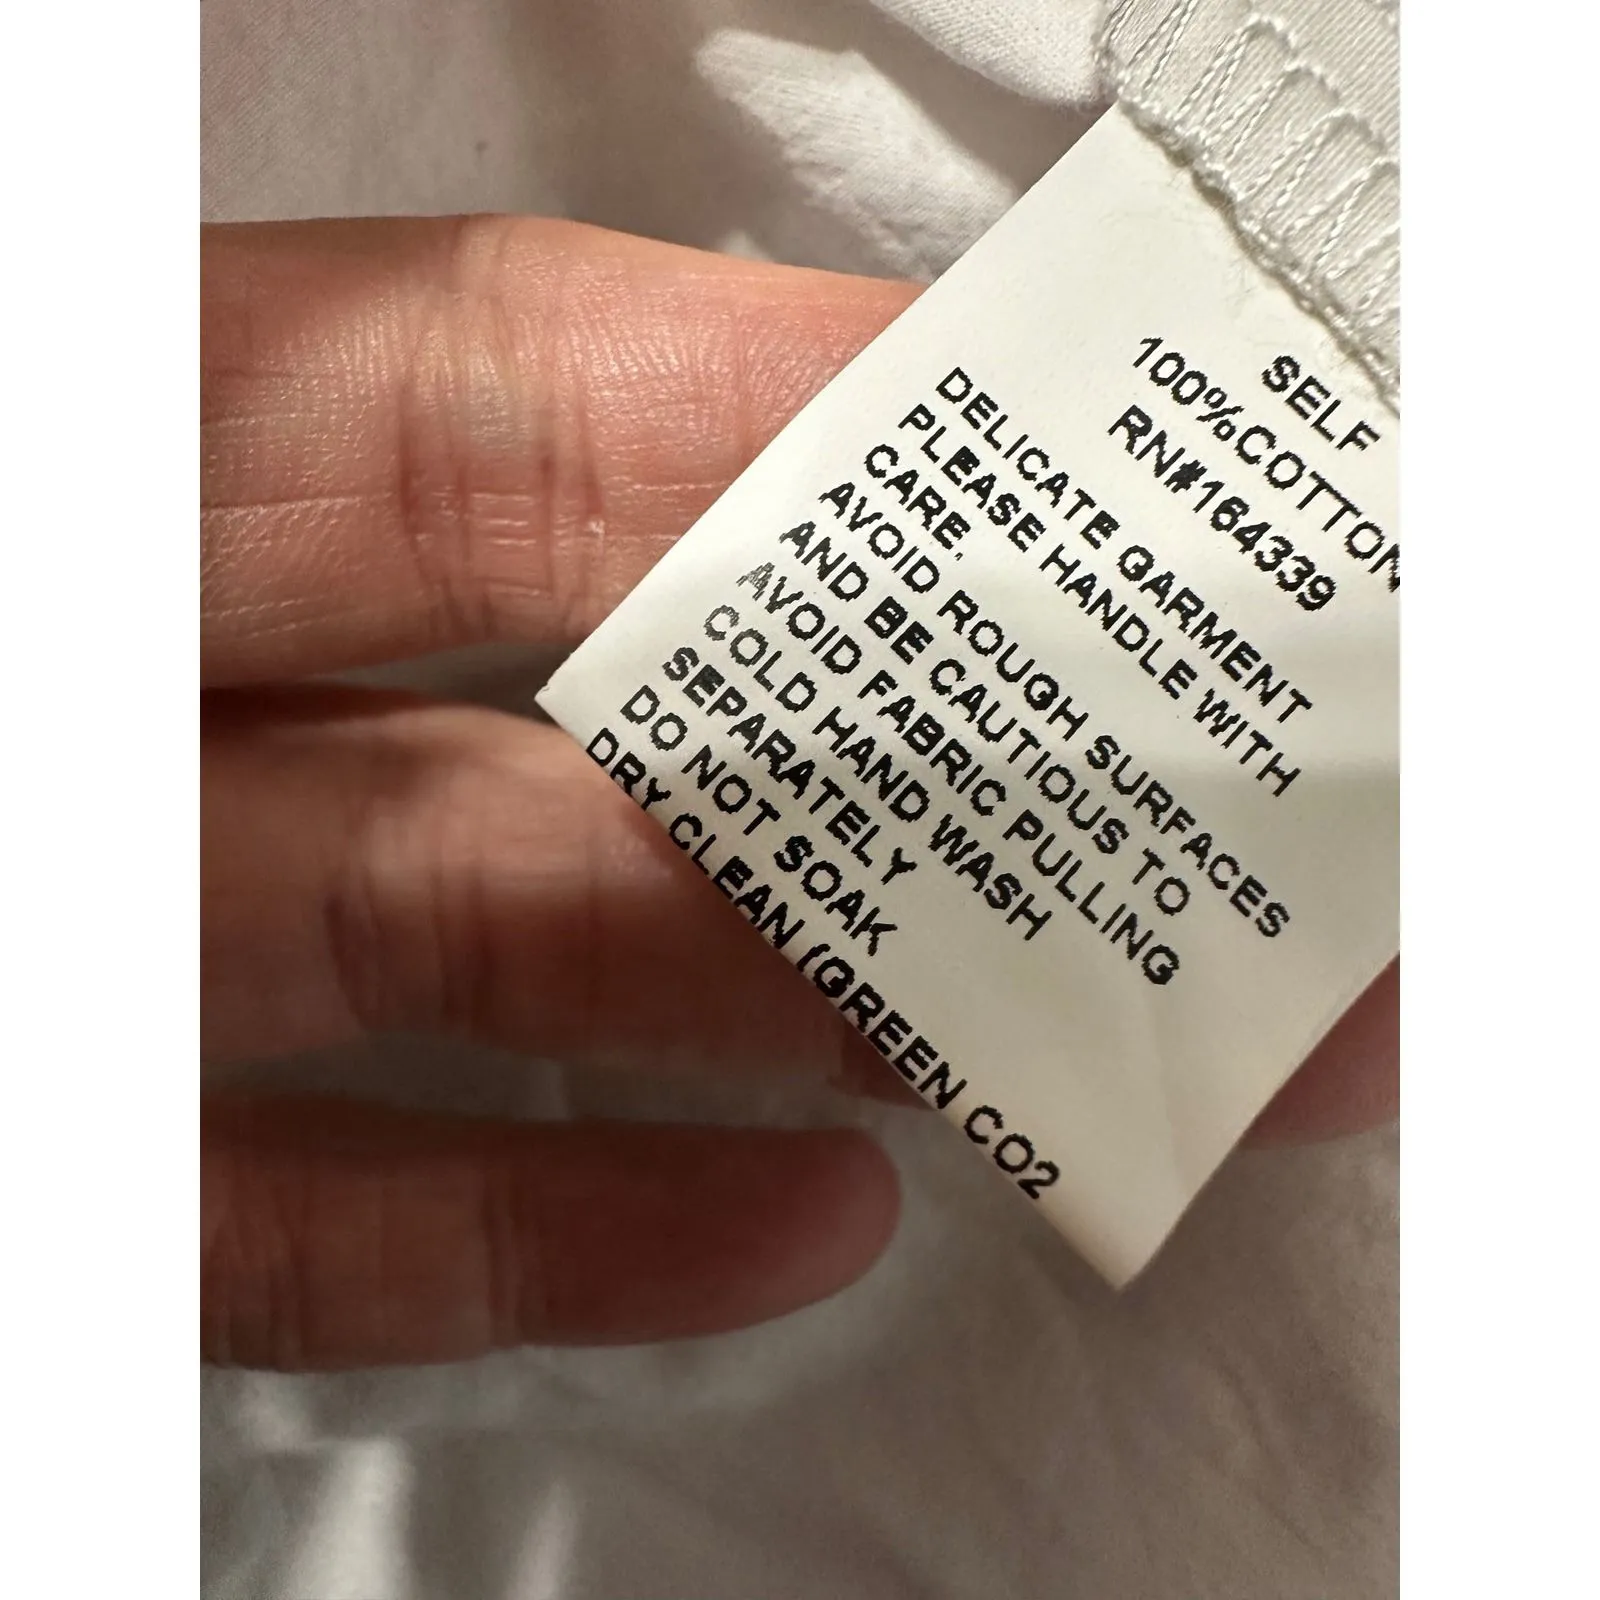 SELF
100%COTTON
RN#164339
DELICATE GARMENT
PLEASE HANDLE WITH
CARE.
AVOID ROUGH SURFACES
AND BE CAUTIOUS TO
AVOID FABRIC PULLING
COLD HAND WASH
SEPARATELY
DO NOT SOAK
DRY CLEAN (GREEN CO2